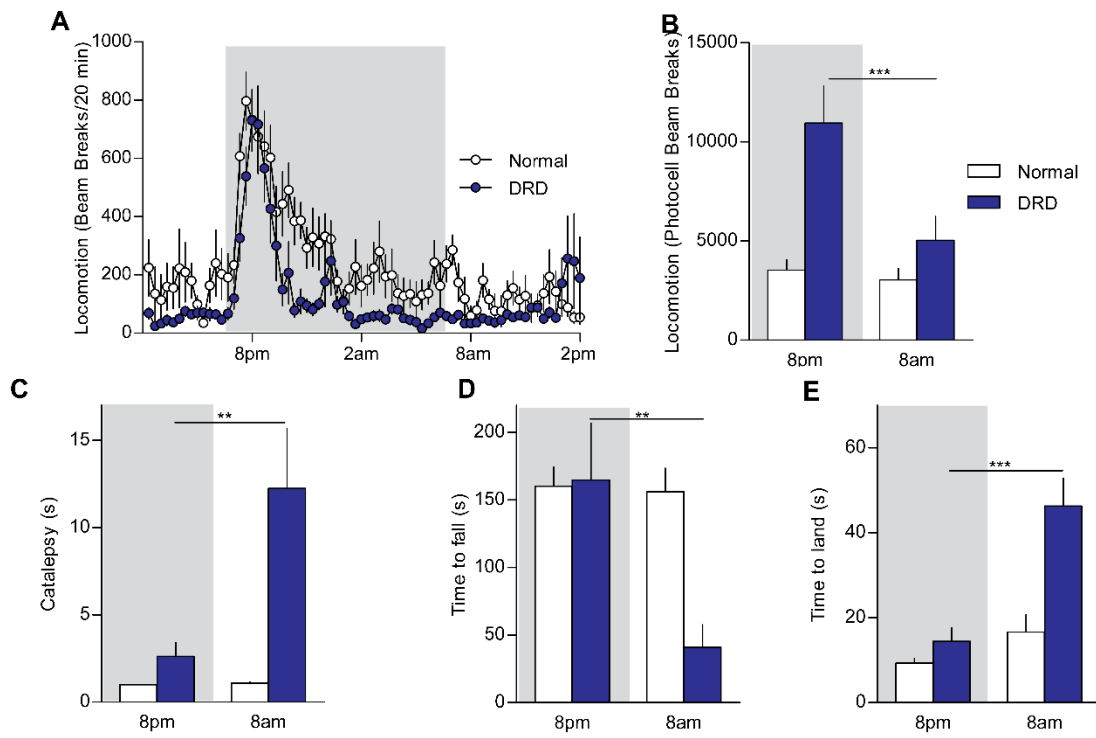 A
Locomotion (Beam Breaks/20 min)
1000
800
600
400
200
0
8pm
2am
8am
2pm
Normal
DRD
B
Locomotion (Photocell Beam Breaks)
15000
10000
5000
0
***
8pm
8am
Normal
DRD
C
Catalepsy (s)
15
10
5
0
**
8pm
8am
D
Time to fall (s)
200
150
100
50
0
**
8pm
8am
E
Time to land (s)
60
40
20
0
***
8pm
8am